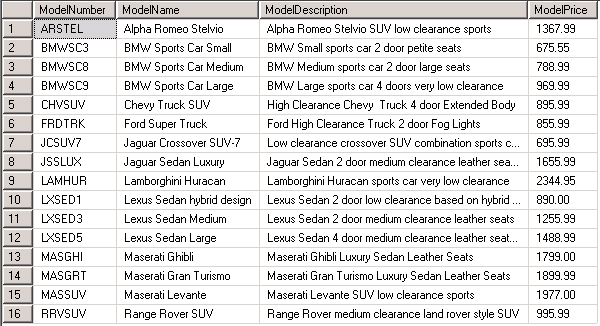 ModelNumber ModelName ModelDescription ModelPrice
1 ARSTEL Alpha Romeo Stelvio Alpha Romeo Stelvio SUV low clearance sports 1367.99
2 BMWSC3 BMW Sports Car Small BMW Small sports car 2 door petite seats 675.55
3 BMWSC8 BMW Sports Car Medium BMW Medium sports car 2 door large seats 788.99
4 BMWSC9 BMW Sports Car Large BMW Large sports car 4 doors very low clearance 969.99
5 CHVSUV Chevy Truck SUV High Clearance Chevy Truck 4 door Extended Body 895.99
6 FRDTRK Ford Super Truck Ford High Clearance Truck 2 door Fog Lights 855.99
7 JCSUV7 Jaguar Crossover SUV-7 Low clearance crossover SUV combination sports c... 695.99
8 JSSLUX Jaguar Sedan Luxury Jaguar Sedan 2 door medium clearance leather sea... 1655.99
9 LAMHUR Lamborghini Huracan Lamborghini Huracan sports car very low clearance 2344.95
10 LXSED1 Lexus Sedan hybrid design Lexus Sedan 2 door low clearance based on hybrid ... 890.00
11 LXSED3 Lexus Sedan Medium Lexus Sedan 2 door medium clearance leather seats 1255.99
12 LXSED5 Lexus Sedan Large Lexus Sedan 4 door medium clearance leather seat... 1488.99
13 MASGHI Maserati Ghibli Maserati Ghibli Luxury Sedan Leather Seats 1799.00
14 MASGRT Maserati Gran Turismo Maserati Gran Turismo Luxury Sedan Leather Seats 1899.99
15 MASSUV Maserati Levante Maserati Levante SUV low clearance sports 1977.00
16 RRVSUV Range Rover SUV Range Rover medium clearance land rover style SUV 995.99